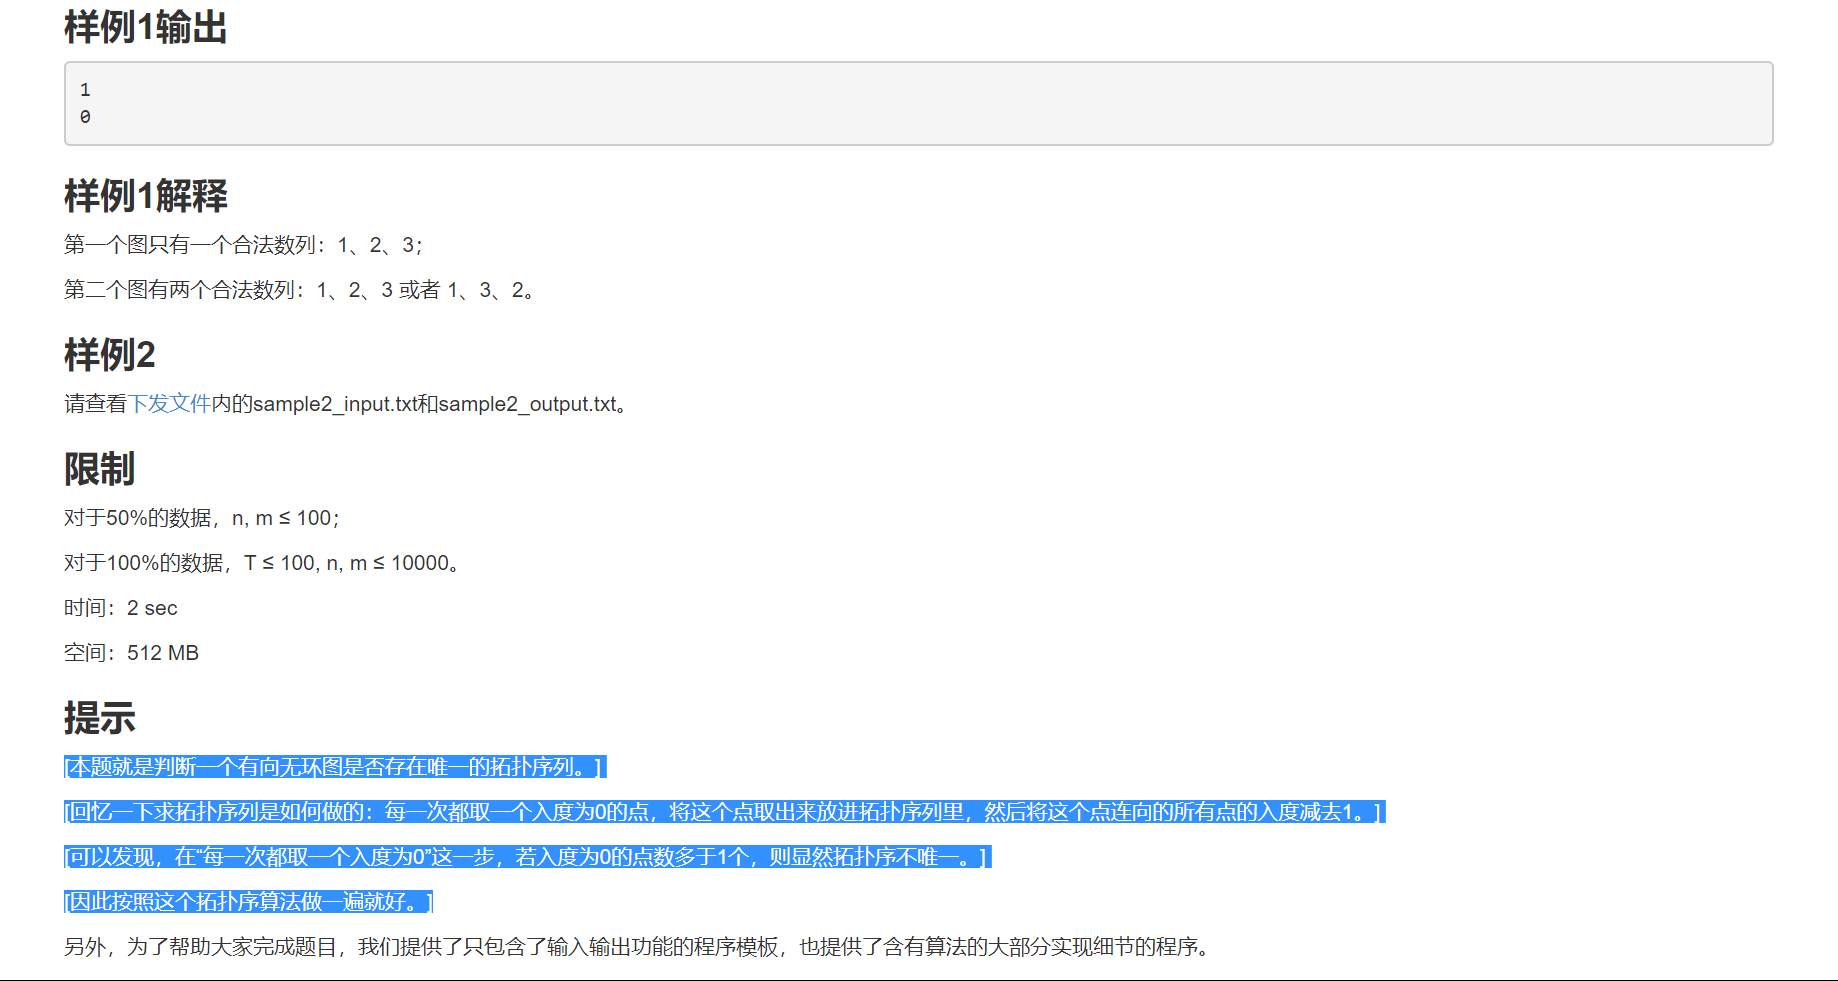 样例1输出
1
0
样例1解释
第一个图只有一个合法数列：1、2、3；
第二个图有两个合法数列：1、2、3 或者 1、3、2。
样例2
请查看下发文件内的sample2_input.txt和sample2_output.txt。
限制
对于50%的数据，n, m ≤ 100；
对于100%的数据，T ≤ 100, n, m ≤ 10000。
时间：2 sec
空间：512 MB
提示
[本题就是判断一个有向无环图是否存在唯一的拓扑序列。]
[回忆一下求拓扑序列是如何做的：每一次都取一个入度为0的点，将这个点取出来放进拓扑序列里，然后将这个点连向的所有点的入度减去1。]
[可以发现，在“每一次都取一个入度为0”这一步，若入度为0的点数多于1个，则显然拓扑序不唯一。]
[因此按照这个拓扑序算法做一遍就好。]
另外，为了帮助大家完成题目，我们提供了只包含了输入输出功能的程序模板，也提供了含有算法的大部分实现细节的程序。